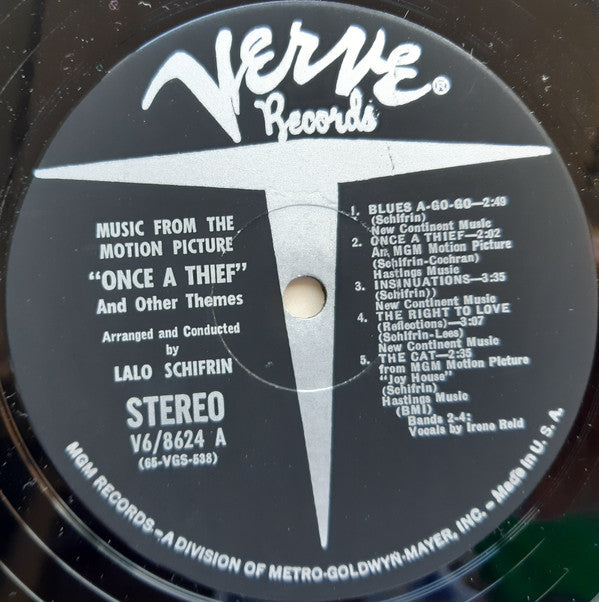 VERVE®
Records
MUSIC FROM THE
MOTION PICTURE
"ONCE A THIEF"
And Other Themes
Arranged and Conducted
by
LALO SCHIFRIN
STEREO
V6/8624 A
(65-VGS-538)
1. BLUES A-GO-GO—2:49
(Schifrin)
New Continent Music
2. ONCE A THIEF—2:02
An MGM Motion Picture
(Schifrin-Cochran)
Hastings Music
3. INSINUATIONS—3:35
(Schifrin))
New Continent Music
4. THE RIGHT TO LOVE
(Reflections)—3:07
(Schifrin-Lees)
New Continent Music
5. THE CAT—2:35
from MGM Motion Picture
"Joy House"
(Schifrin)
Hastings Music
(BMI)
Bands 2-4:
Vocals by Irene Reid
MGM RECORDS – A DIVISION OF METRO-GOLDWYN-MAYER, INC. – Made in U. S. A.